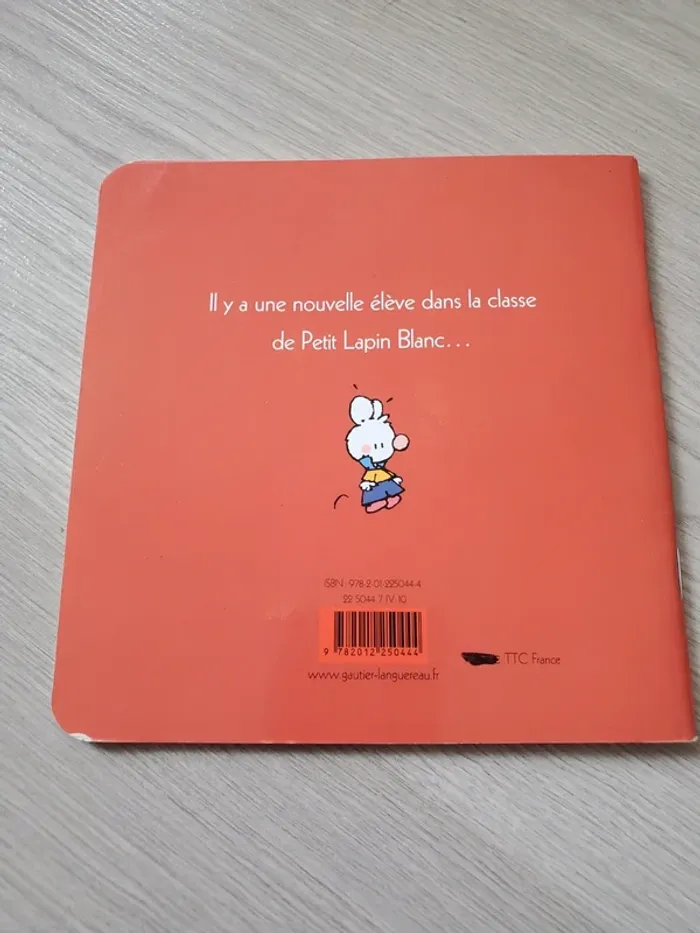 Il y a une nouvelle élève dans la classe
de Petit Lapin Blanc...
ISBN : 978-2-01-225044-4
22 5044 7 IV 10
9 782012 250444
TTC France
www.gautier-languereau.fr